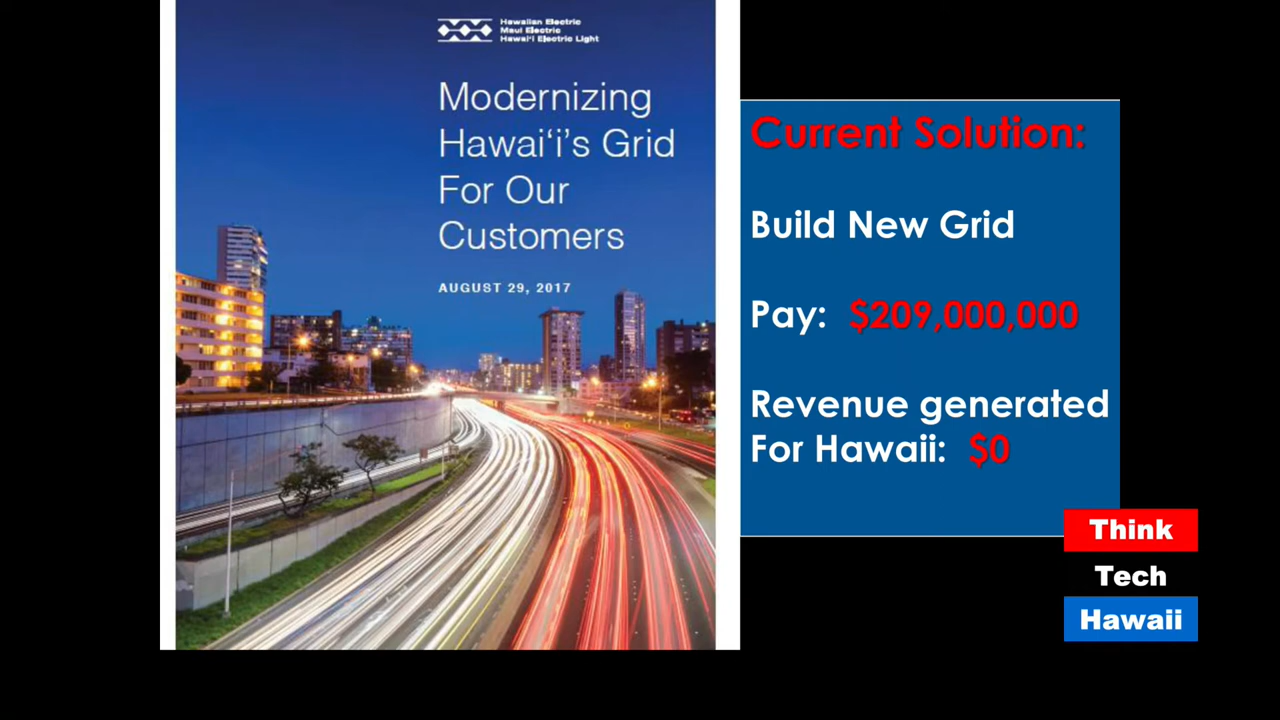 Hawaiian Electric
Maui Electric
Hawai‘i Electric Light
Modernizing
Hawai‘i’s Grid
For Our
Customers
AUGUST 29, 2017
Current Solution:
Build New Grid
Pay: $209,000,000
Revenue generated
For Hawaii: $0
Think
Tech
Hawaii